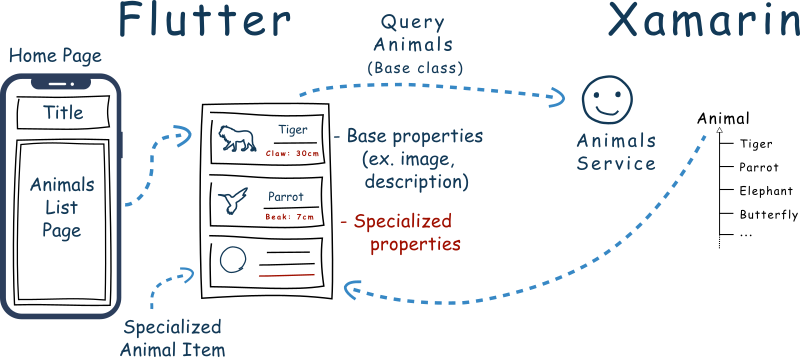 Flutter
Xamarin
Query
Animals
(Base class)
Home Page
Title
Animals
List
Page
Tiger
Claw: 30cm
Parrot
Beak: 7cm
- Base properties
(ex. image,
description)
- Specialized
properties
Animals
Service
Animal
Tiger
Parrot
Elephant
Butterfly
...
Specialized
Animal Item